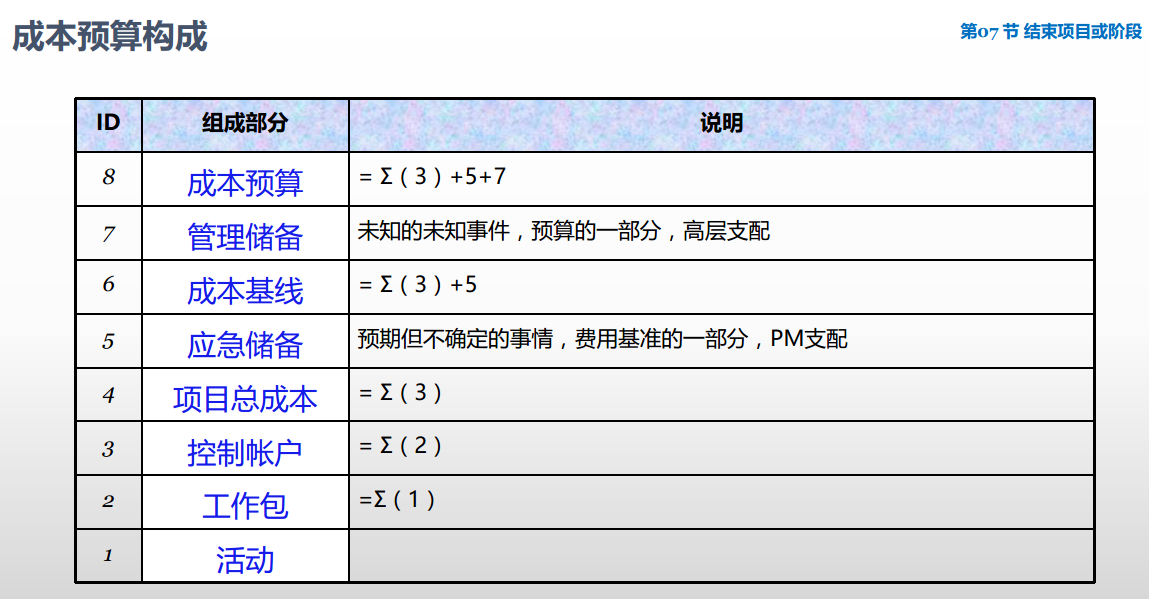 成本预算构成
第07节 结束项目或阶段
ID 组成部分 说明
8 成本预算 = Σ（3）+5+7
7 管理储备 未知的未知事件，预算的一部分，高层支配
6 成本基线 = Σ（3）+5
5 应急储备 预期但不确定的事情，费用基准的一部分，PM支配
4 项目总成本 = Σ（3）
3 控制帐户 = Σ（2）
2 工作包 =Σ（1）
1 活动